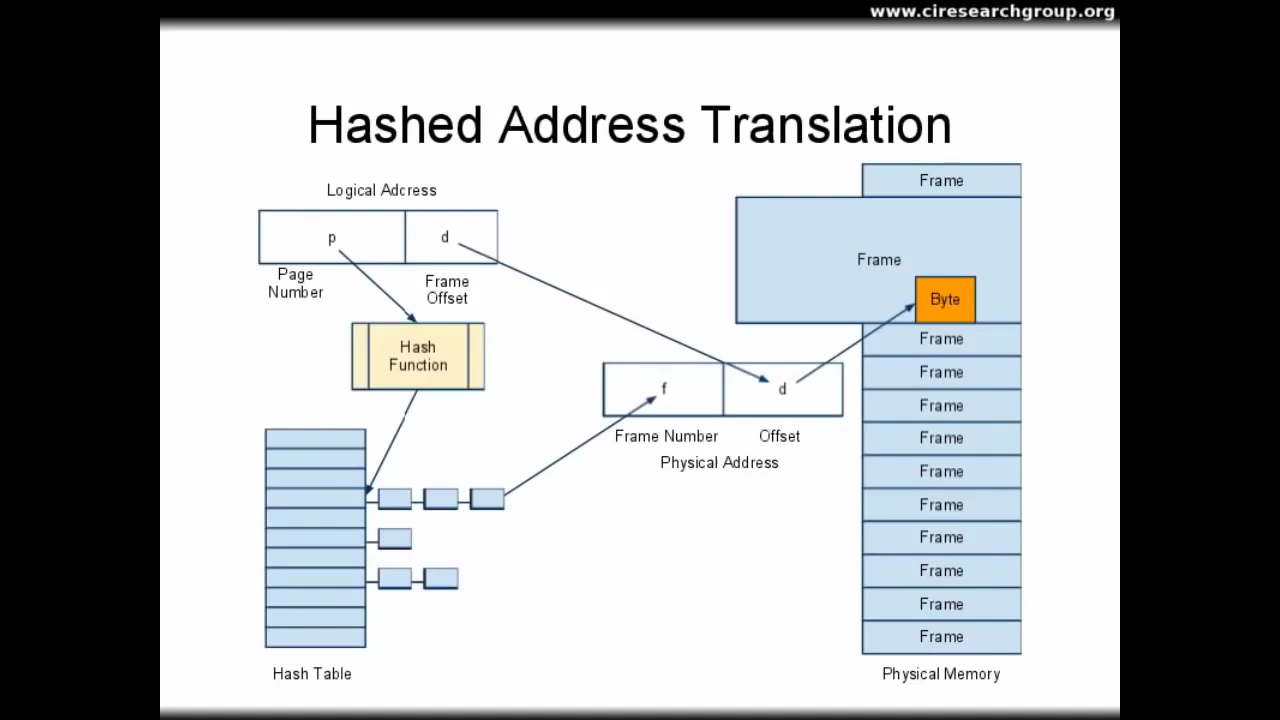 www.ciresearchgroup.org
Hashed Address Translation
Logical Address
p
d
Page
Number
Frame
Offset
Hash
Function
Hash Table
f
d
Frame Number
Offset
Physical Address
Frame
Frame
Byte
Frame
Frame
Frame
Frame
Frame
Frame
Frame
Frame
Frame
Frame
Physical Memory